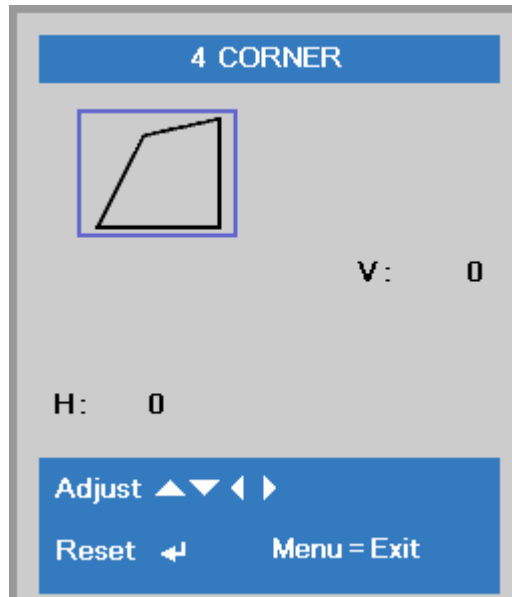 4 CORNER
V: 0
H: 0
Adjust ▲▼◀▶
Reset ↵ Menu = Exit